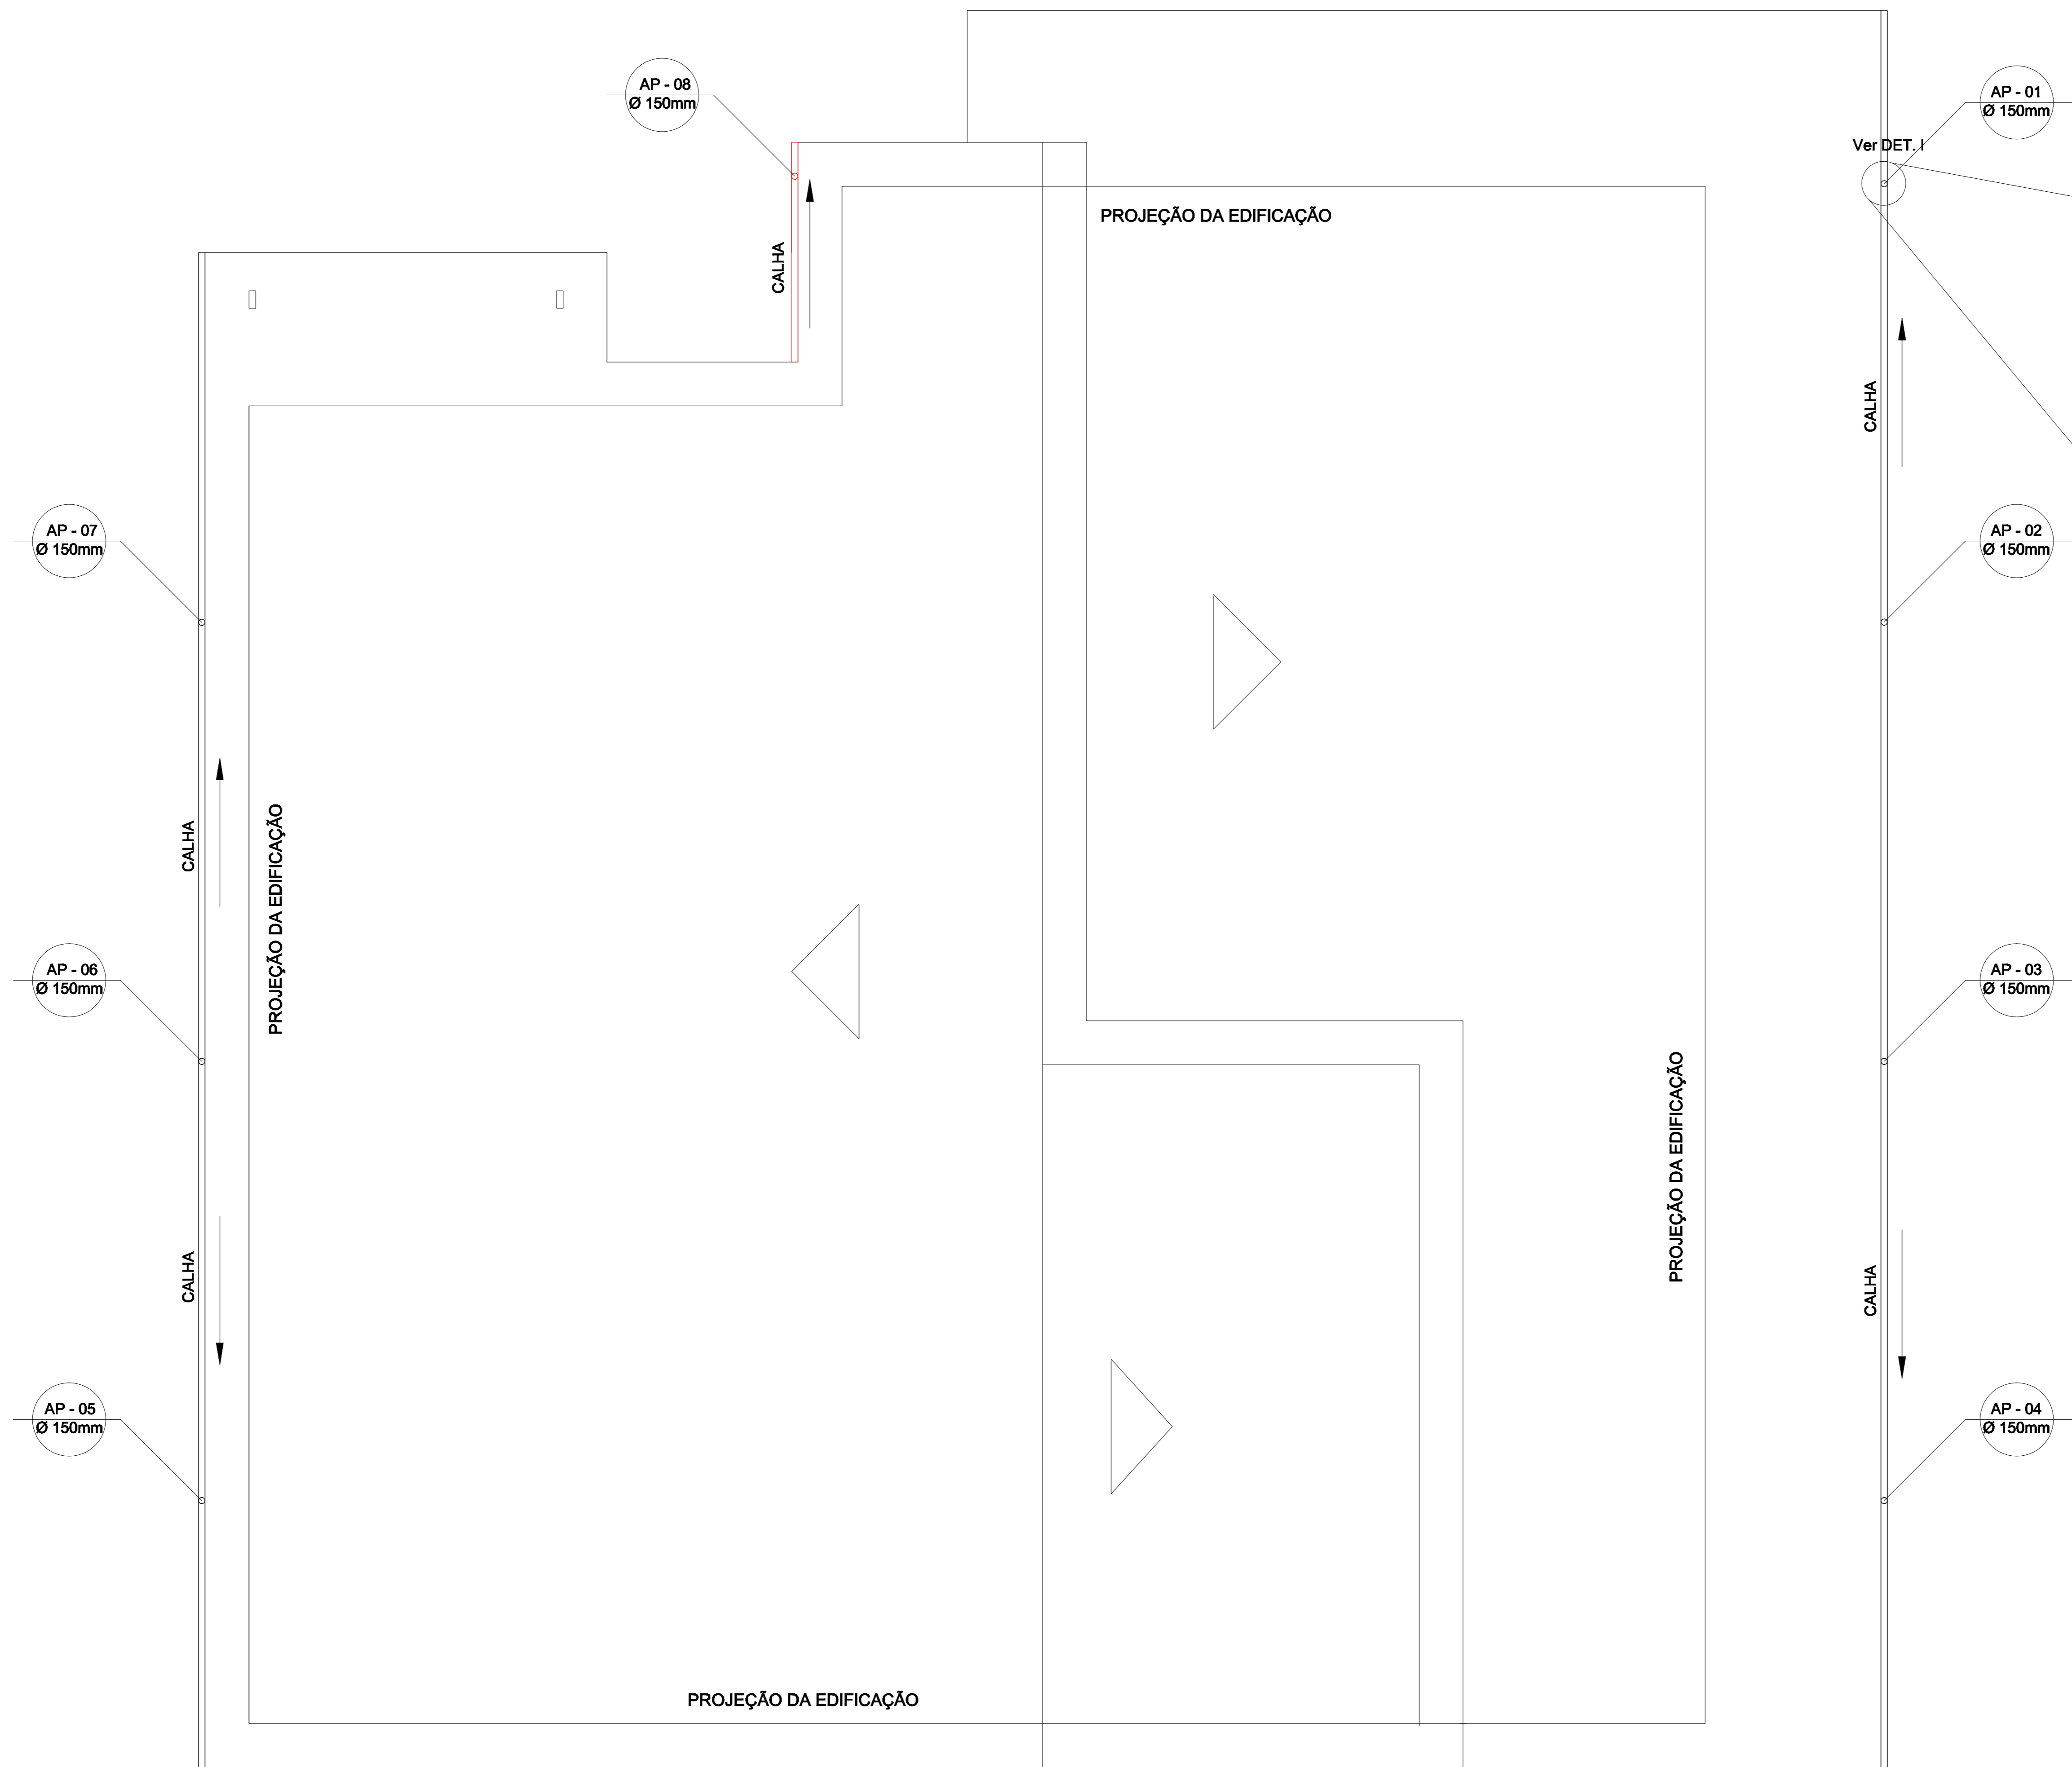 AP - 08
Ø 150mm
AP - 01
Ø 150mm
Ver DET. I
PROJEÇÃO DA EDIFICAÇÃO
CALHA
CALHA
AP - 07
Ø 150mm
AP - 02
Ø 150mm
CALHA
PROJEÇÃO DA EDIFICAÇÃO
AP - 06
Ø 150mm
AP - 03
Ø 150mm
PROJEÇÃO DA EDIFICAÇÃO
CALHA
CALHA
AP - 05
Ø 150mm
AP - 04
Ø 150mm
PROJEÇÃO DA EDIFICAÇÃO